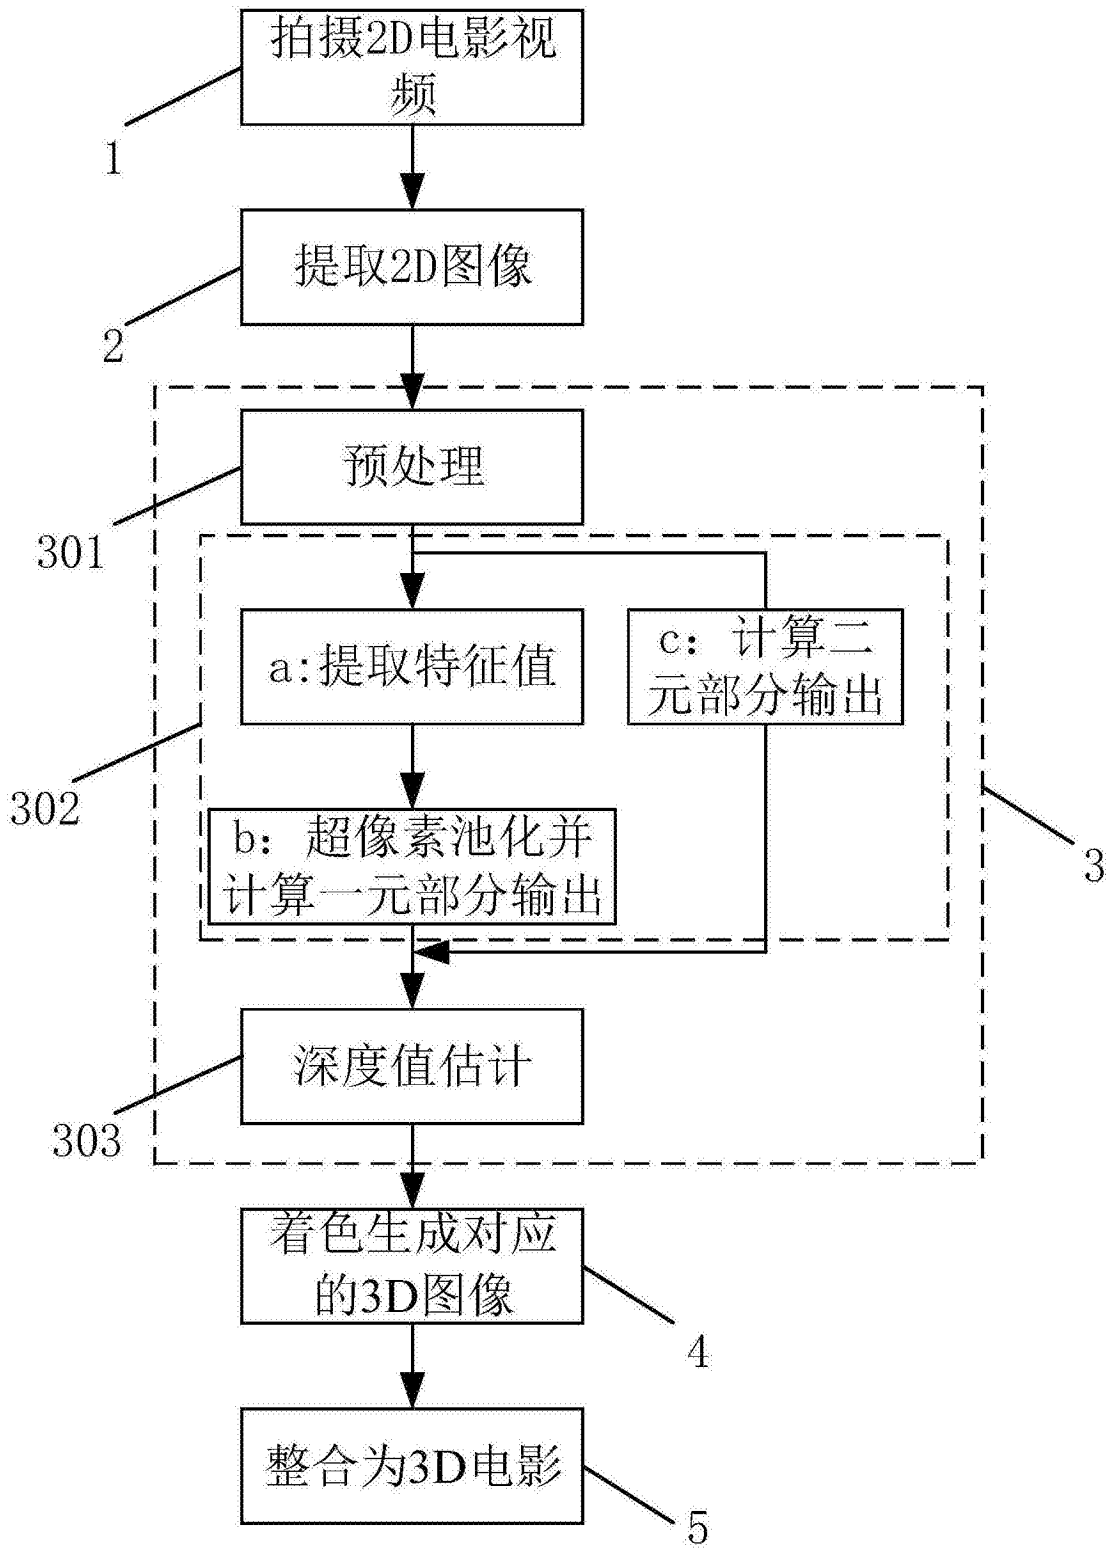 拍摄2D电影视
频
1
提取2D图像
2
预处理
301
a:提取特征值
c：计算二
元部分输出
302
b：超像素池化并
计算一元部分输出
3
深度值估计
303
着色生成对应
的3D图像
4
整合为3D电影
5